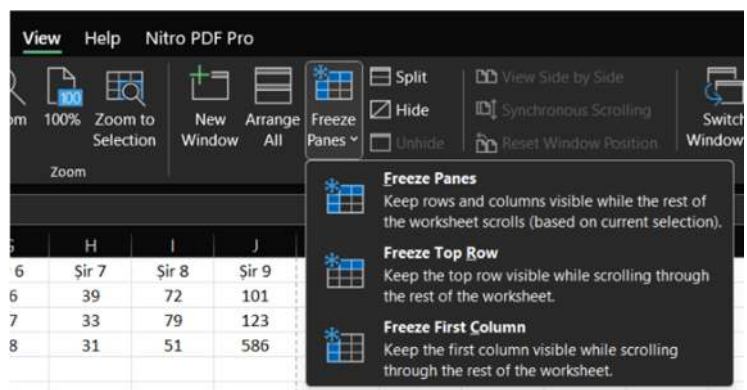 View Help Nitro PDF Pro
100% Zoom to Selection
New Window
Arrange All
Freeze Panes
Split
Hide
Unhide
View Side by Side
Synchronous Scrolling
Reset Window Position
Switch
Window
Zoom
Freeze Panes
Keep rows and columns visible while the rest of
the worksheet scrolls (based on current selection).
Freeze Top Row
Keep the top row visible while scrolling through
the rest of the worksheet.
Freeze First Column
Keep the first column visible while scrolling
through the rest of the worksheet.
H I J
6 Şir 7 Şir 8 Şir 9
6 39 72 101
7 33 79 123
8 31 51 586